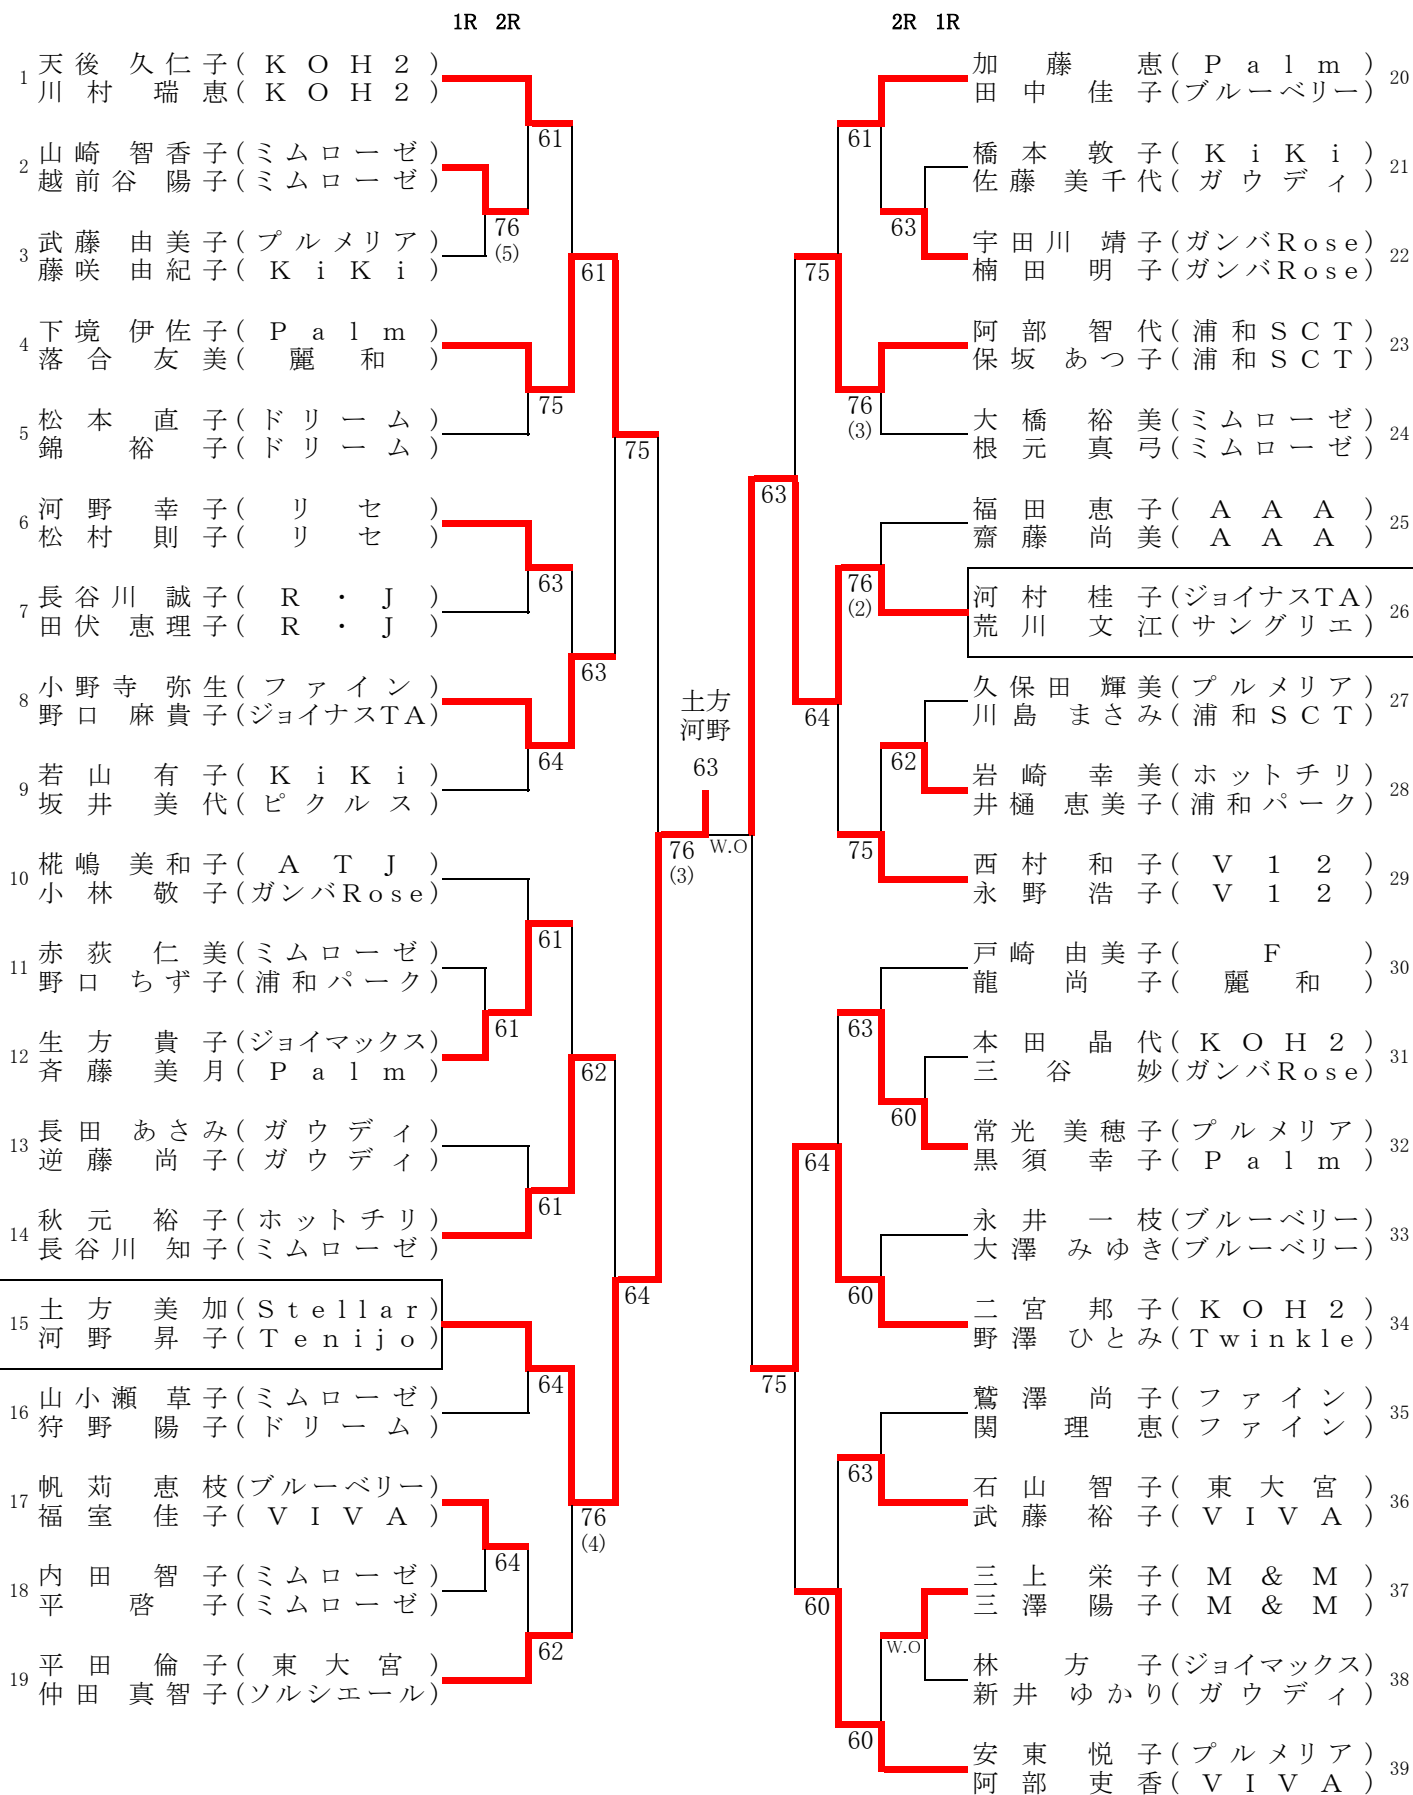 1R 2R
1 天後 久仁子(KOH2)
川村 瑞恵(KOH2)
61
2 山崎 智香子(ミムローゼ)
越前谷 陽子(ミムローゼ)
76
(5)
3 武藤 由美子(プルメリア)
藤咲 由紀子(KiKi)
61
4 下境 伊佐子(Palm)
落合 友美(麗和)
75
5 松本 直子(ドリーム)
錦 裕子(ドリーム)
75
6 河野 幸子(リセ)
松村 則子(リセ)
63
7 長谷川 誠子(R・J)
田伏 恵理子(R・J)
63
8 小野寺 弥生(ファイン)
野口 麻貴子(ジョイナスTA)
64
9 若山 有子(KiKi)
坂井 美代(ピクルス)
土方
河野
63
76
(3)
W.O
10 椛嶋 美和子(ATJ)
小林 敬子(ガンバRose)
61
11 赤荻 仁美(ミムローゼ)
野口 ちず子(浦和パーク)
61
12 生方 貴子(ジョイマックス)
斉藤 美月(Palm)
62
13 長田 あさみ(ガウディ)
逆藤 尚子(ガウディ)
61
14 秋元 裕子(ホットチリ)
長谷川 知子(ミムローゼ)
64
15 土方 美加(Stellar)
河野 昇子(Tenijo)
64
16 山小瀬 草子(ミムローゼ)
狩野 陽子(ドリーム)
17 帆苅 恵枝(ブルーベリー)
福室 佳子(VIVA)
76
(4)
64
18 内田 智子(ミムローゼ)
平 啓子(ミムローゼ)
62
19 平田 倫子(東大宮)
仲田 真智子(ソルシエール)
2R 1R
加藤 恵(Palm) 20
田中 佳子(ブルーベリー)
61
橋本 敦子(KiKi) 21
佐藤 美千代(ガウディ)
63
宇田川 靖子(ガンバRose) 22
楠田 明子(ガンバRose)
75
阿部 智代(浦和SCT) 23
保坂 あつ子(浦和SCT)
76
(3)
大橋 裕美(ミムローゼ) 24
根元 真弓(ミムローゼ)
63
福田 恵子(AAA) 25
齋藤 尚美(AAA)
76
(2)
河村 桂子(ジョイナスTA) 26
荒川 文江(サングリエ)
64
久保田 輝美(プルメリア) 27
川島 まさみ(浦和SCT)
62
岩崎 幸美(ホットチリ) 28
井樋 恵美子(浦和パーク)
75
西村 和子(V12) 29
永野 浩子(V12)
戸崎 由美子(F) 30
龍 尚子(麗和)
63
本田 晶代(KOH2) 31
三谷 妙(ガンバRose)
60
常光 美穂子(プルメリア) 32
黒須 幸子(Palm)
64
永井 一枝(ブルーベリー) 33
大澤 みゆき(ブルーベリー)
60
二宮 邦子(KOH2) 34
野澤 ひとみ(Twinkle)
75
鷲澤 尚子(ファイン) 35
関 理恵(ファイン)
63
石山 智子(東大宮) 36
武藤 裕子(VIVA)
60
三上 栄子(M&M) 37
三澤 陽子(M&M)
W.O
林 方子(ジョイマックス) 38
新井 ゆかり(ガウディ)
60
安東 悦子(プルメリア) 39
阿部 吏香(VIVA)